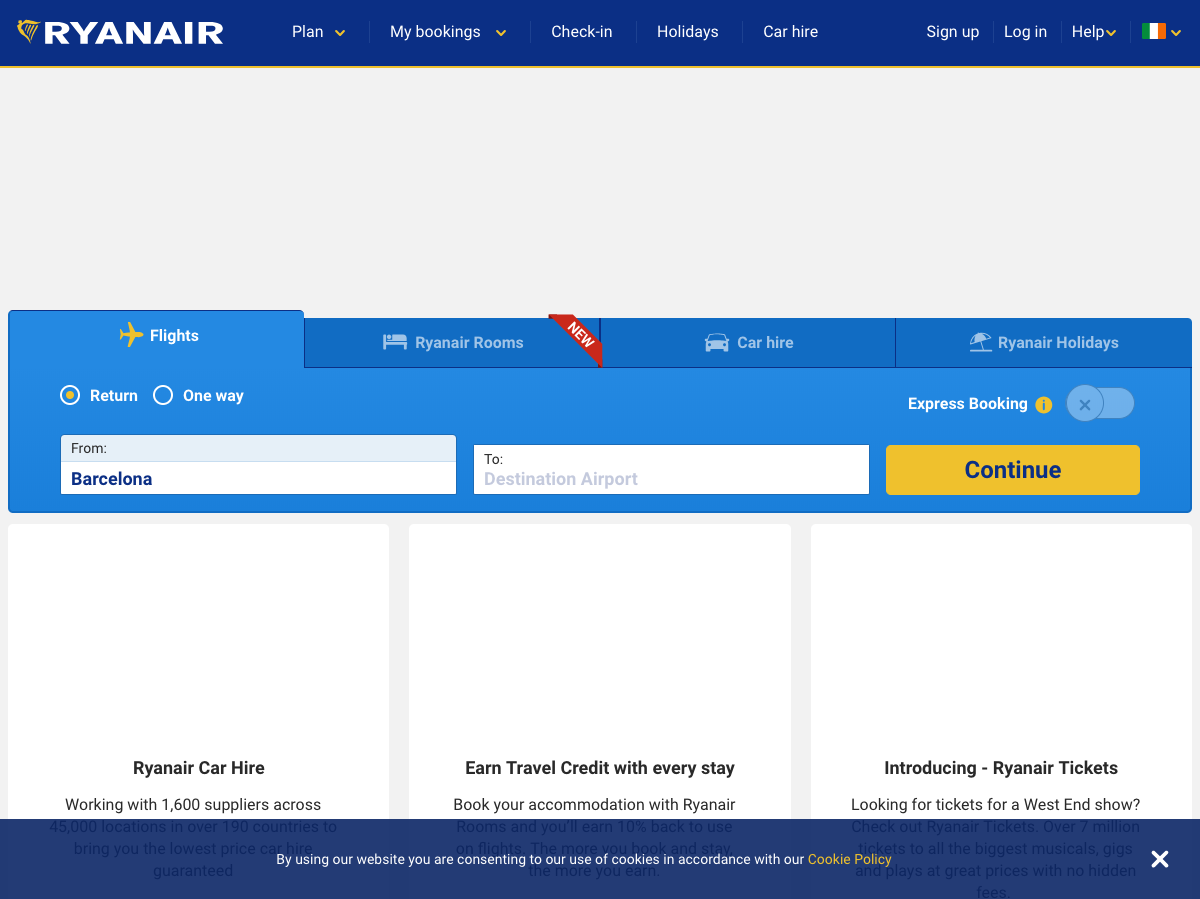 RYANAIR
Plan
My bookings
Check-in
Holidays
Car hire
Sign up
Log in
Help
Flights
Ryanair Rooms
NEW
Car hire
Ryanair Holidays
Return
One way
Express Booking
From:
Barcelona
To:
Destination Airport
Continue
Ryanair Car Hire
Working with 1,600 suppliers across
45,000 locations in over 190 countries to
bring you the lowest price car hire
guaranteed
Earn Travel Credit with every stay
Book your accommodation with Ryanair
Rooms and you'll earn 10% back to use
on flights. The more you book and stay,
the more you earn.
Introducing - Ryanair Tickets
Looking for tickets for a West End show?
Check out Ryanair Tickets. Over 7 million
tickets to all the biggest musicals, gigs
and plays at great prices with no hidden
fees.
By using our website you are consenting to our use of cookies in accordance with our Cookie Policy